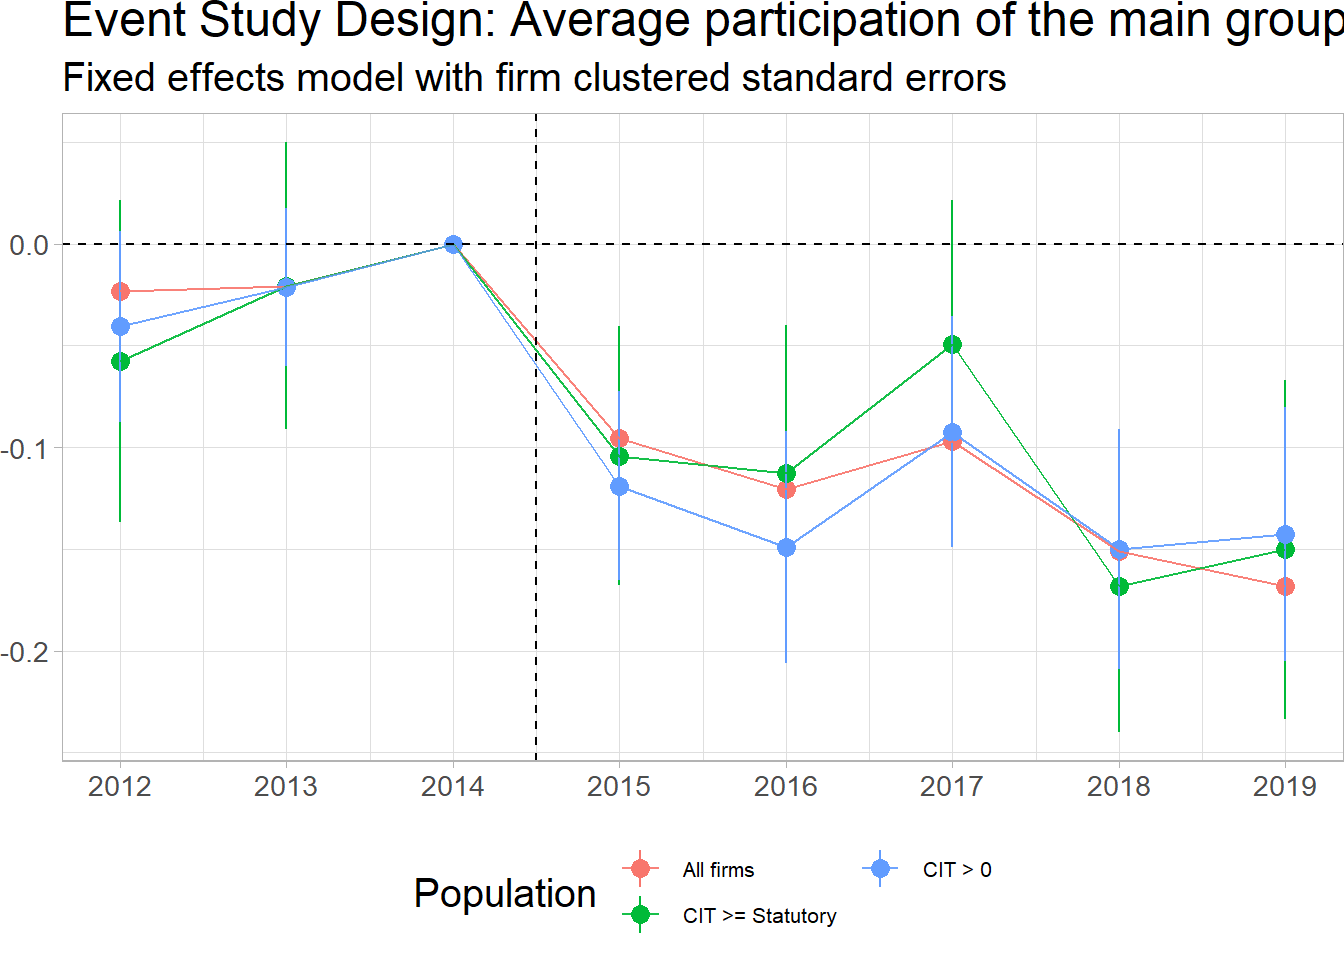 Event Study Design: Average participation of the main group
Fixed effects model with firm clustered standard errors
0.0
-0.1
-0.2
2012 2013 2014 2015 2016 2017 2018 2019
Population
All firms
CIT >= Statutory
CIT > 0